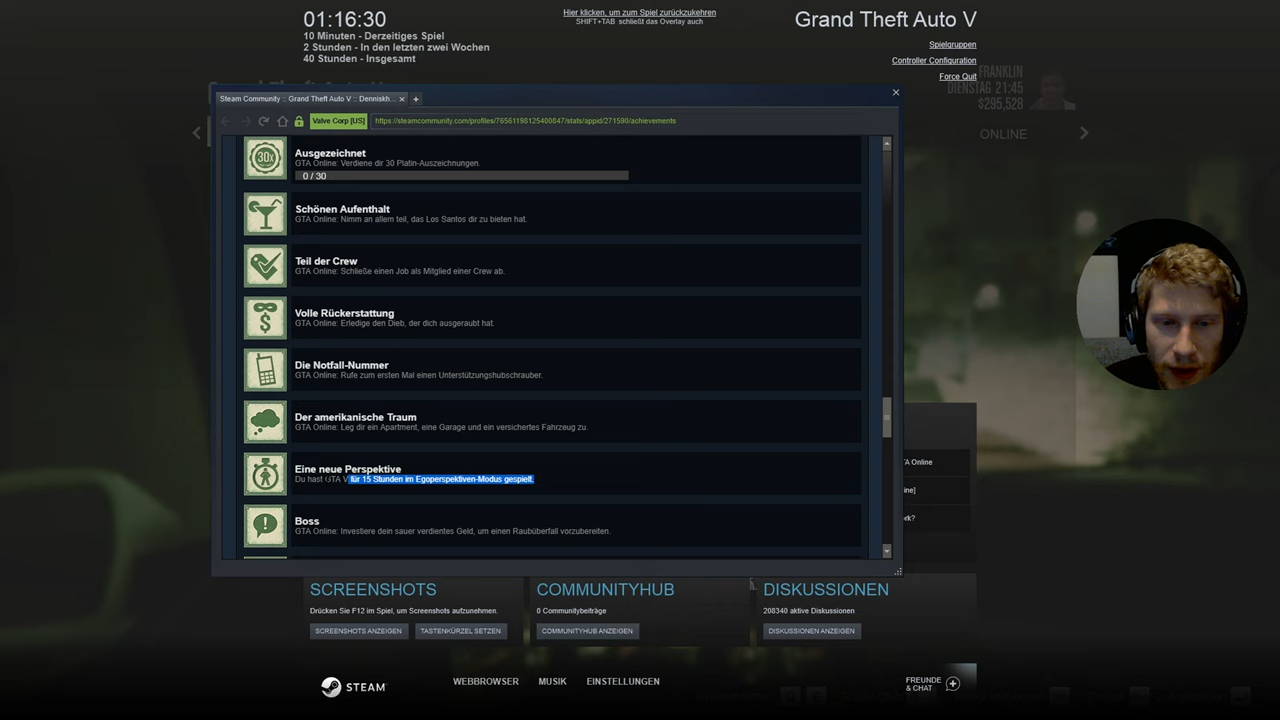 01:16:30
10 Minuten - Derzeitiges Spiel
2 Stunden - In den letzten zwei Wochen
40 Stunden - Insgesamt
Hier klicken, um zum Spiel zurückzukehren
SHIFT+TAB schließt das Overlay auch
Grand Theft Auto V
Spielgruppen
Controller Configuration
Force Quit
FRANKLIN
DIENSTAG 21:45
$295,528
ONLINE
Steam Community :: Grand Theft Auto V :: Denniskh...
Valve Corp [US]
https://steamcommunity.com/profiles/76561198125400847/stats/appid/271590/achievements
30x
Ausgezeichnet
GTA Online: Verdiene dir 30 Platin-Auszeichnungen.
0 / 30
Schönen Aufenthalt
GTA Online: Nimm an allem teil, das Los Santos dir zu bieten hat.
Teil der Crew
GTA Online: Schließe einen Job als Mitglied einer Crew ab.
Volle Rückerstattung
GTA Online: Erledige den Dieb, der dich ausgeraubt hat.
Die Notfall-Nummer
GTA Online: Rufe zum ersten Mal einen Unterstützungshubschrauber.
Der amerikanische Traum
GTA Online: Leg dir ein Apartment, eine Garage und ein versichertes Fahrzeug zu.
Eine neue Perspektive
Du hast GTA V für 15 Stunden im Egoperspektiven-Modus gespielt.
Boss
GTA Online: Investiere dein sauer verdientes Geld, um einen Raubüberfall vorzubereiten.
TA Online
ine]
rk?
SCREENSHOTS
Drücken Sie F12 im Spiel, um Screenshots aufzunehmen.
SCREENSHOTS ANZEIGEN
TASTENKÜRZEL SETZEN
COMMUNITYHUB
0 Communitybeiträge
COMMUNITYHUB ANZEIGEN
DISKUSSIONEN
208340 aktive Diskussionen
DISKUSSIONEN ANZEIGEN
STEAM
WEBBROWSER
MUSIK
EINSTELLUNGEN
FREUNDE
& CHAT